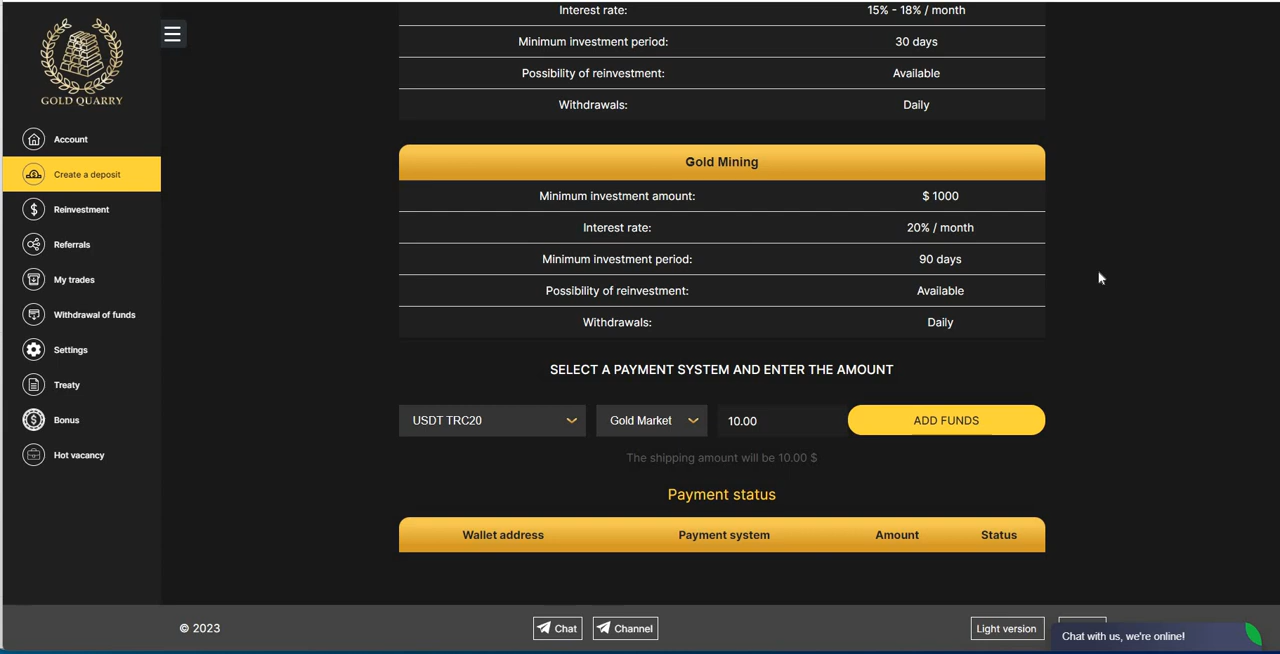 GOLD QUARRY
Account
Create a deposit
Reinvestment
Referrals
My trades
Withdrawal of funds
Settings
Treaty
Bonus
Hot vacancy
Interest rate: 15% - 18% / month
Minimum investment period: 30 days
Possibility of reinvestment: Available
Withdrawals: Daily
Gold Mining
Minimum investment amount: $ 1000
Interest rate: 20% / month
Minimum investment period: 90 days
Possibility of reinvestment: Available
Withdrawals: Daily
SELECT A PAYMENT SYSTEM AND ENTER THE AMOUNT
USDT TRC20 Gold Market 10.00 ADD FUNDS
The shipping amount will be 10.00 $
Payment status
Wallet address Payment system Amount Status
© 2023 Chat Channel Light version
Chat with us, we're online!